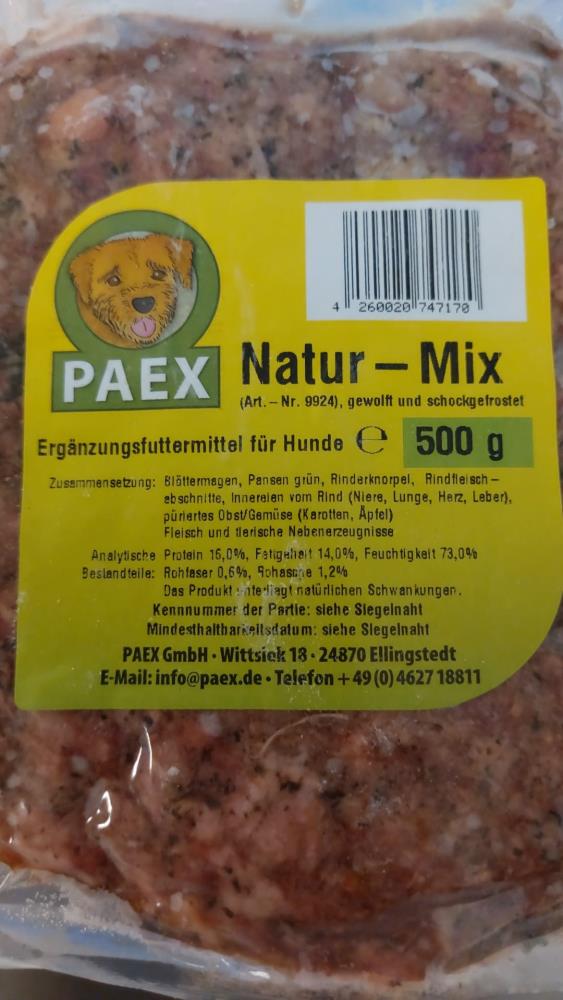 4 260020 747170
PAEX
Natur – Mix
(Art. – Nr. 9924), gewolft und schockgefrostet
Ergänzungsfuttermittel für Hunde ℮ 500 g
Zusammensetzung: Blättermagen, Pansen grün, Rinderknorpel, Rindfleisch –
abschnitte, Innereien vom Rind (Niere, Lunge, Herz, Leber),
püriertes Obst/Gemüse (Karotten, Äpfel)
Fleisch und tierische Nebenerzeugnisse
Analytische Protein 16,0%, Fettgehalt 14,0%, Feuchtigkeit 73,0%
Bestandteile: Rohfaser 0,6%, Rohasche 1,2%
Das Produkt unterliegt natürlichen Schwankungen.
Kennnummer der Partie: siehe Siegelnaht
Mindesthaltbarkeitsdatum: siehe Siegelnaht
PAEX GmbH • Wittsiek 18 • 24870 Ellingstedt
E-Mail: info@paex.de • Telefon +49 (0) 4627 18811